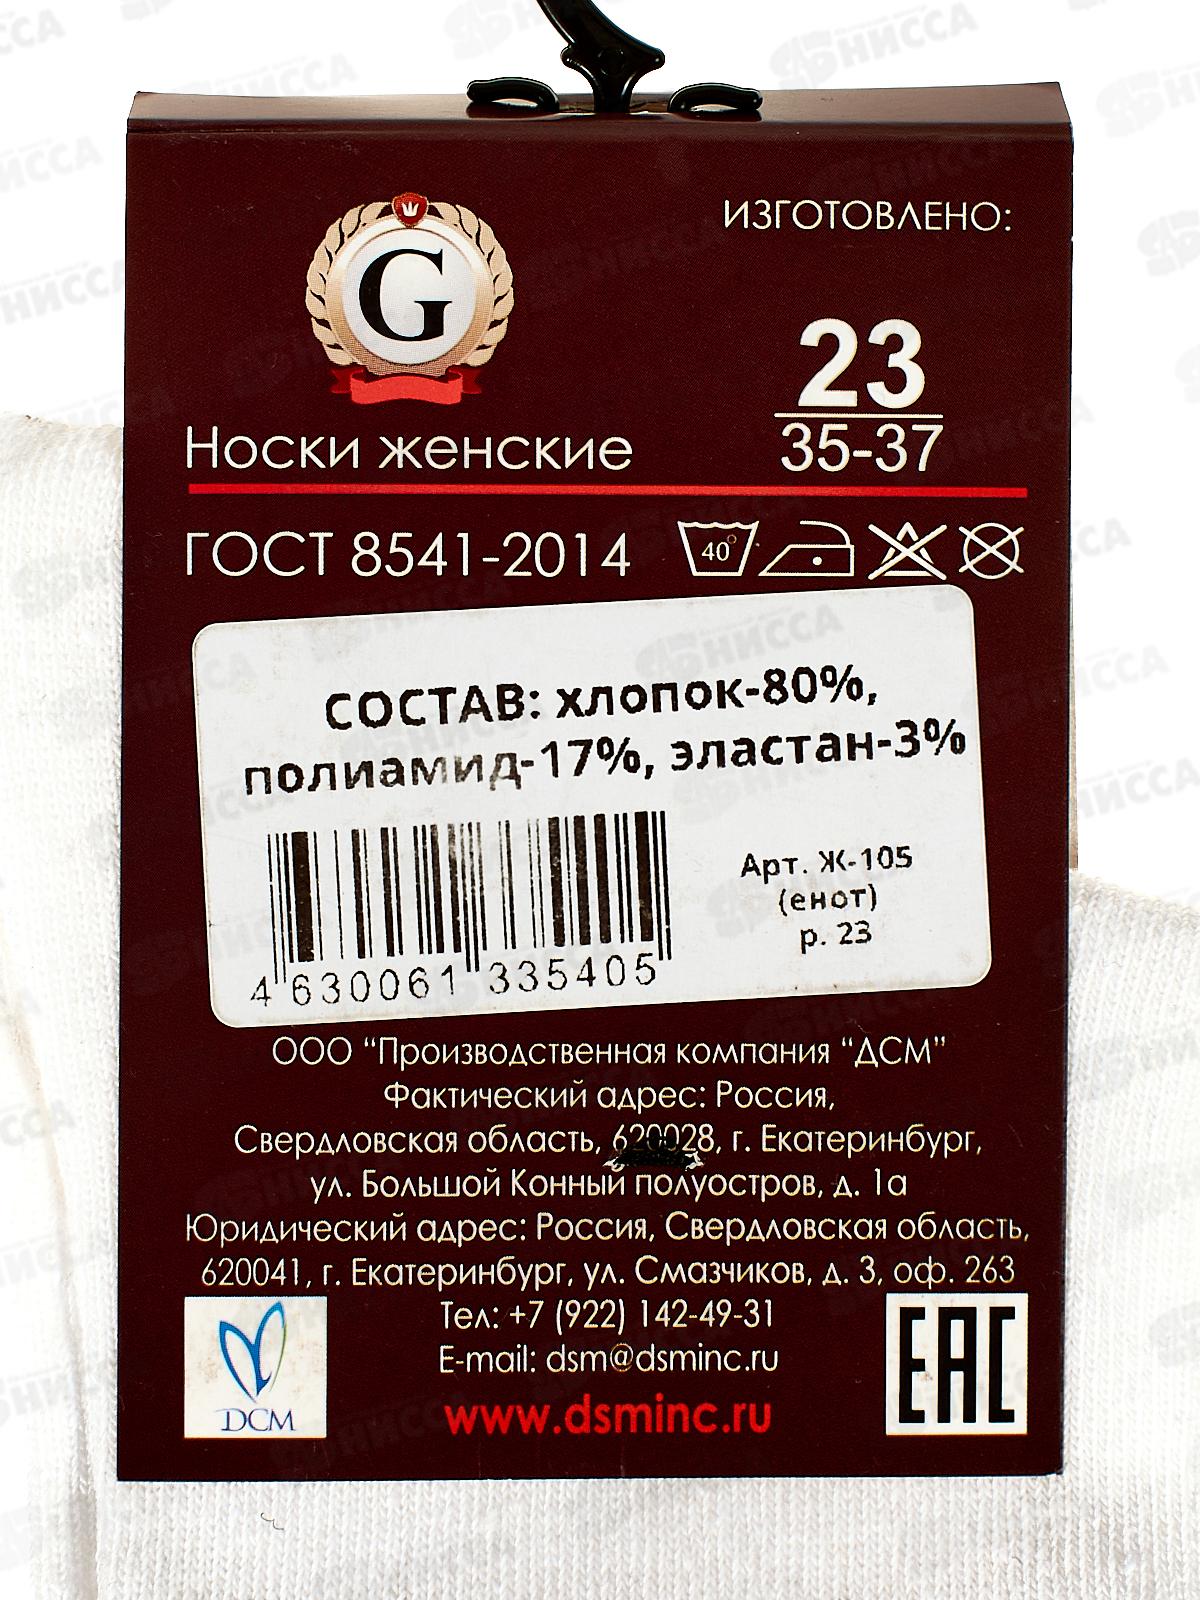 ИЗГОТОВЛЕНО:
G
23
35-37
Носки женские
ГОСТ 8541-2014
40°
СОСТАВ: хлопок-80%,
полиамид-17%, эластан-3%
Арт. Ж-105
(енот)
р. 23
4 630061 335405
ООО "Производственная компания "ДСМ"
Фактический адрес: Россия,
Свердловская область, 620028, г. Екатеринбург,
ул. Большой Конный полуостров, д. 1а
Юридический адрес: Россия, Свердловская область,
620041, г. Екатеринбург, ул. Смазчиков, д. 3, оф. 263
Тел: +7 (922) 142-49-31
E-mail: dsm@dsminc.ru
www.dsminc.ru
ДСМ
EAC
ЯБНИССА